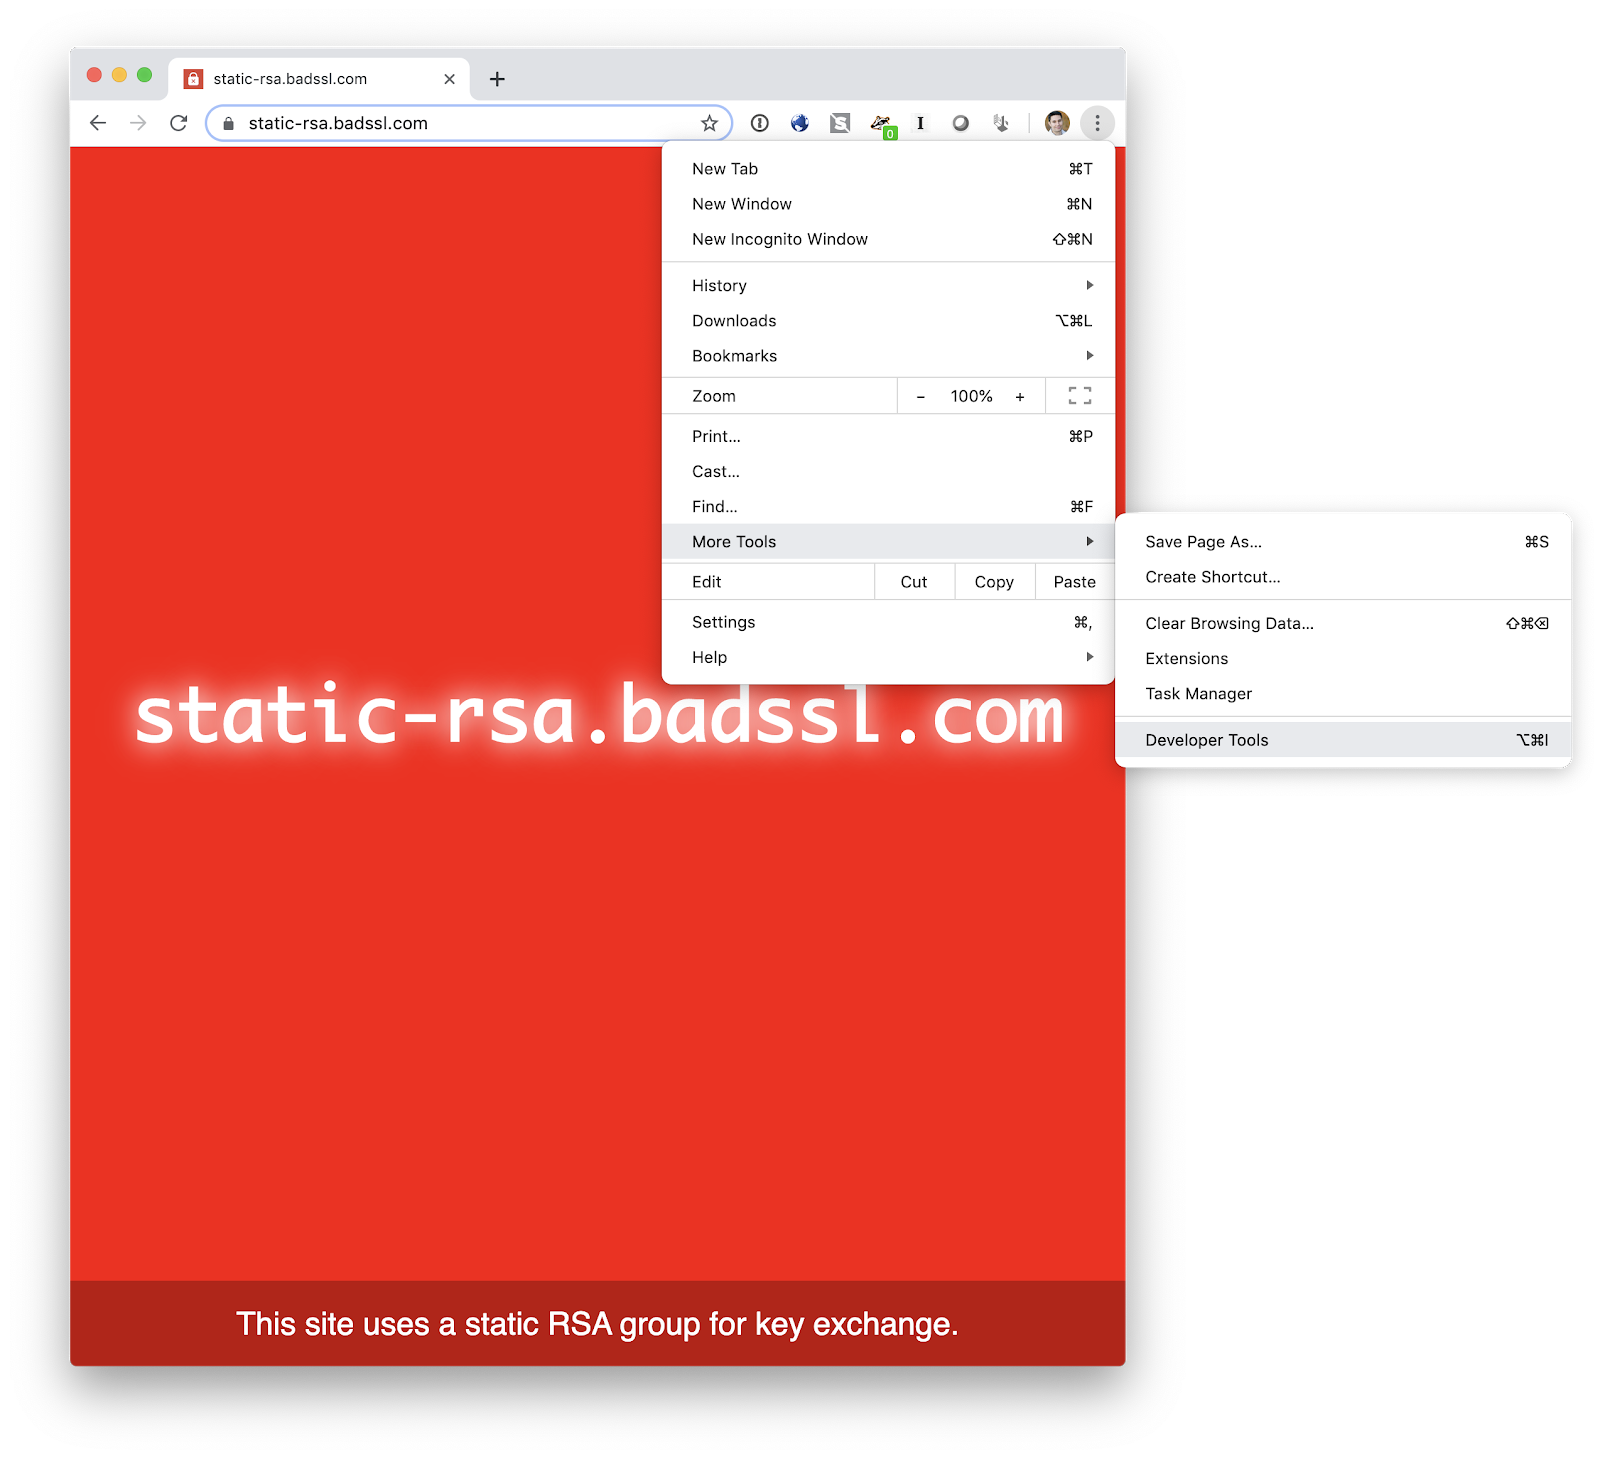 static-rsa.badssl.com
static-rsa.badssl.com
0
New Tab ⌘T
New Window ⌘N
New Incognito Window ⇧⌘N
History
Downloads ⌥⌘L
Bookmarks
Zoom - 100% +
Print... ⌘P
Cast...
Find... ⌘F
More Tools
Edit Cut Copy Paste
Settings ⌘,
Help
Save Page As... ⌘S
Create Shortcut...
Clear Browsing Data... ⇧⌘⌫
Extensions
Task Manager
Developer Tools ⌥⌘I
static-rsa.badssl.com
This site uses a static RSA group for key exchange.